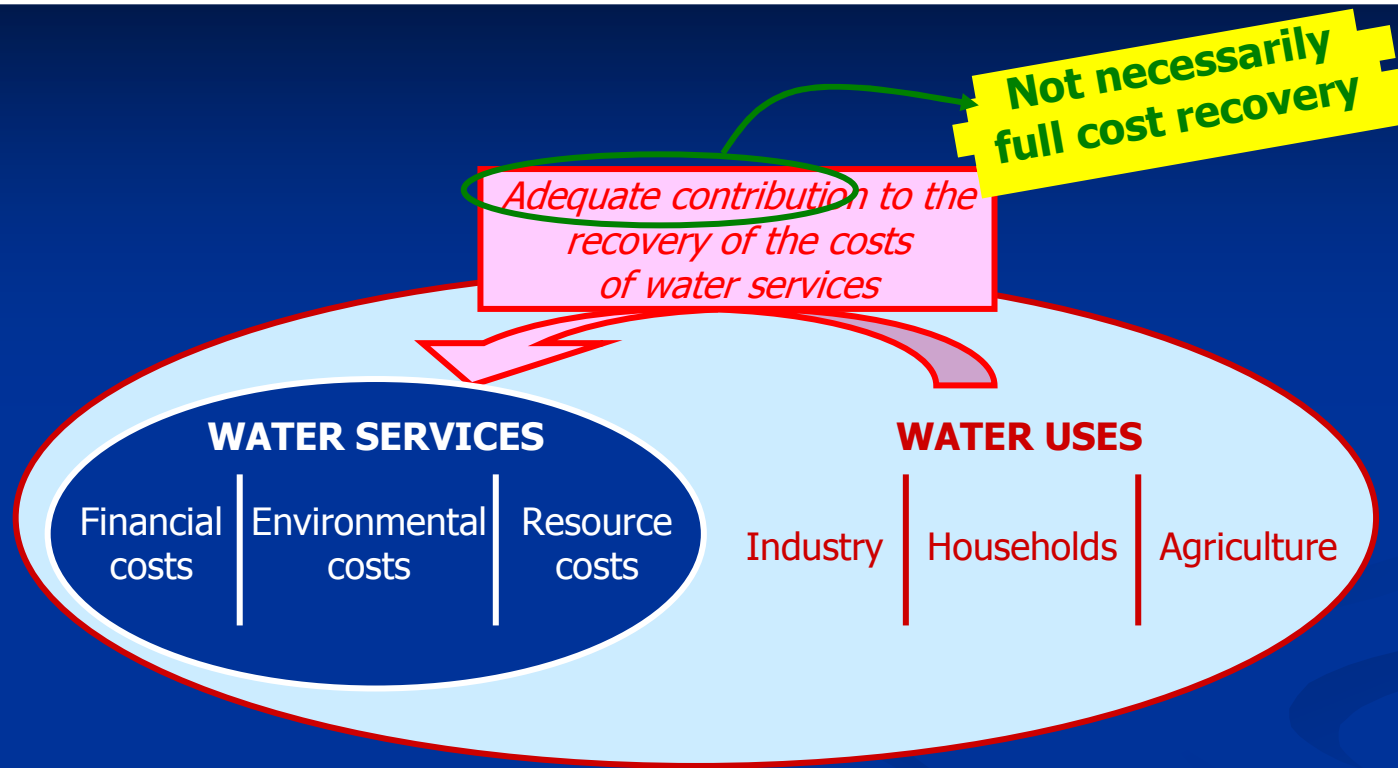 Not necessarily
full cost recovery
Adequate contribution to the
recovery of the costs
of water services
WATER SERVICES
Financial
costs
Environmental
costs
Resource
costs
WATER USES
Industry
Households
Agriculture